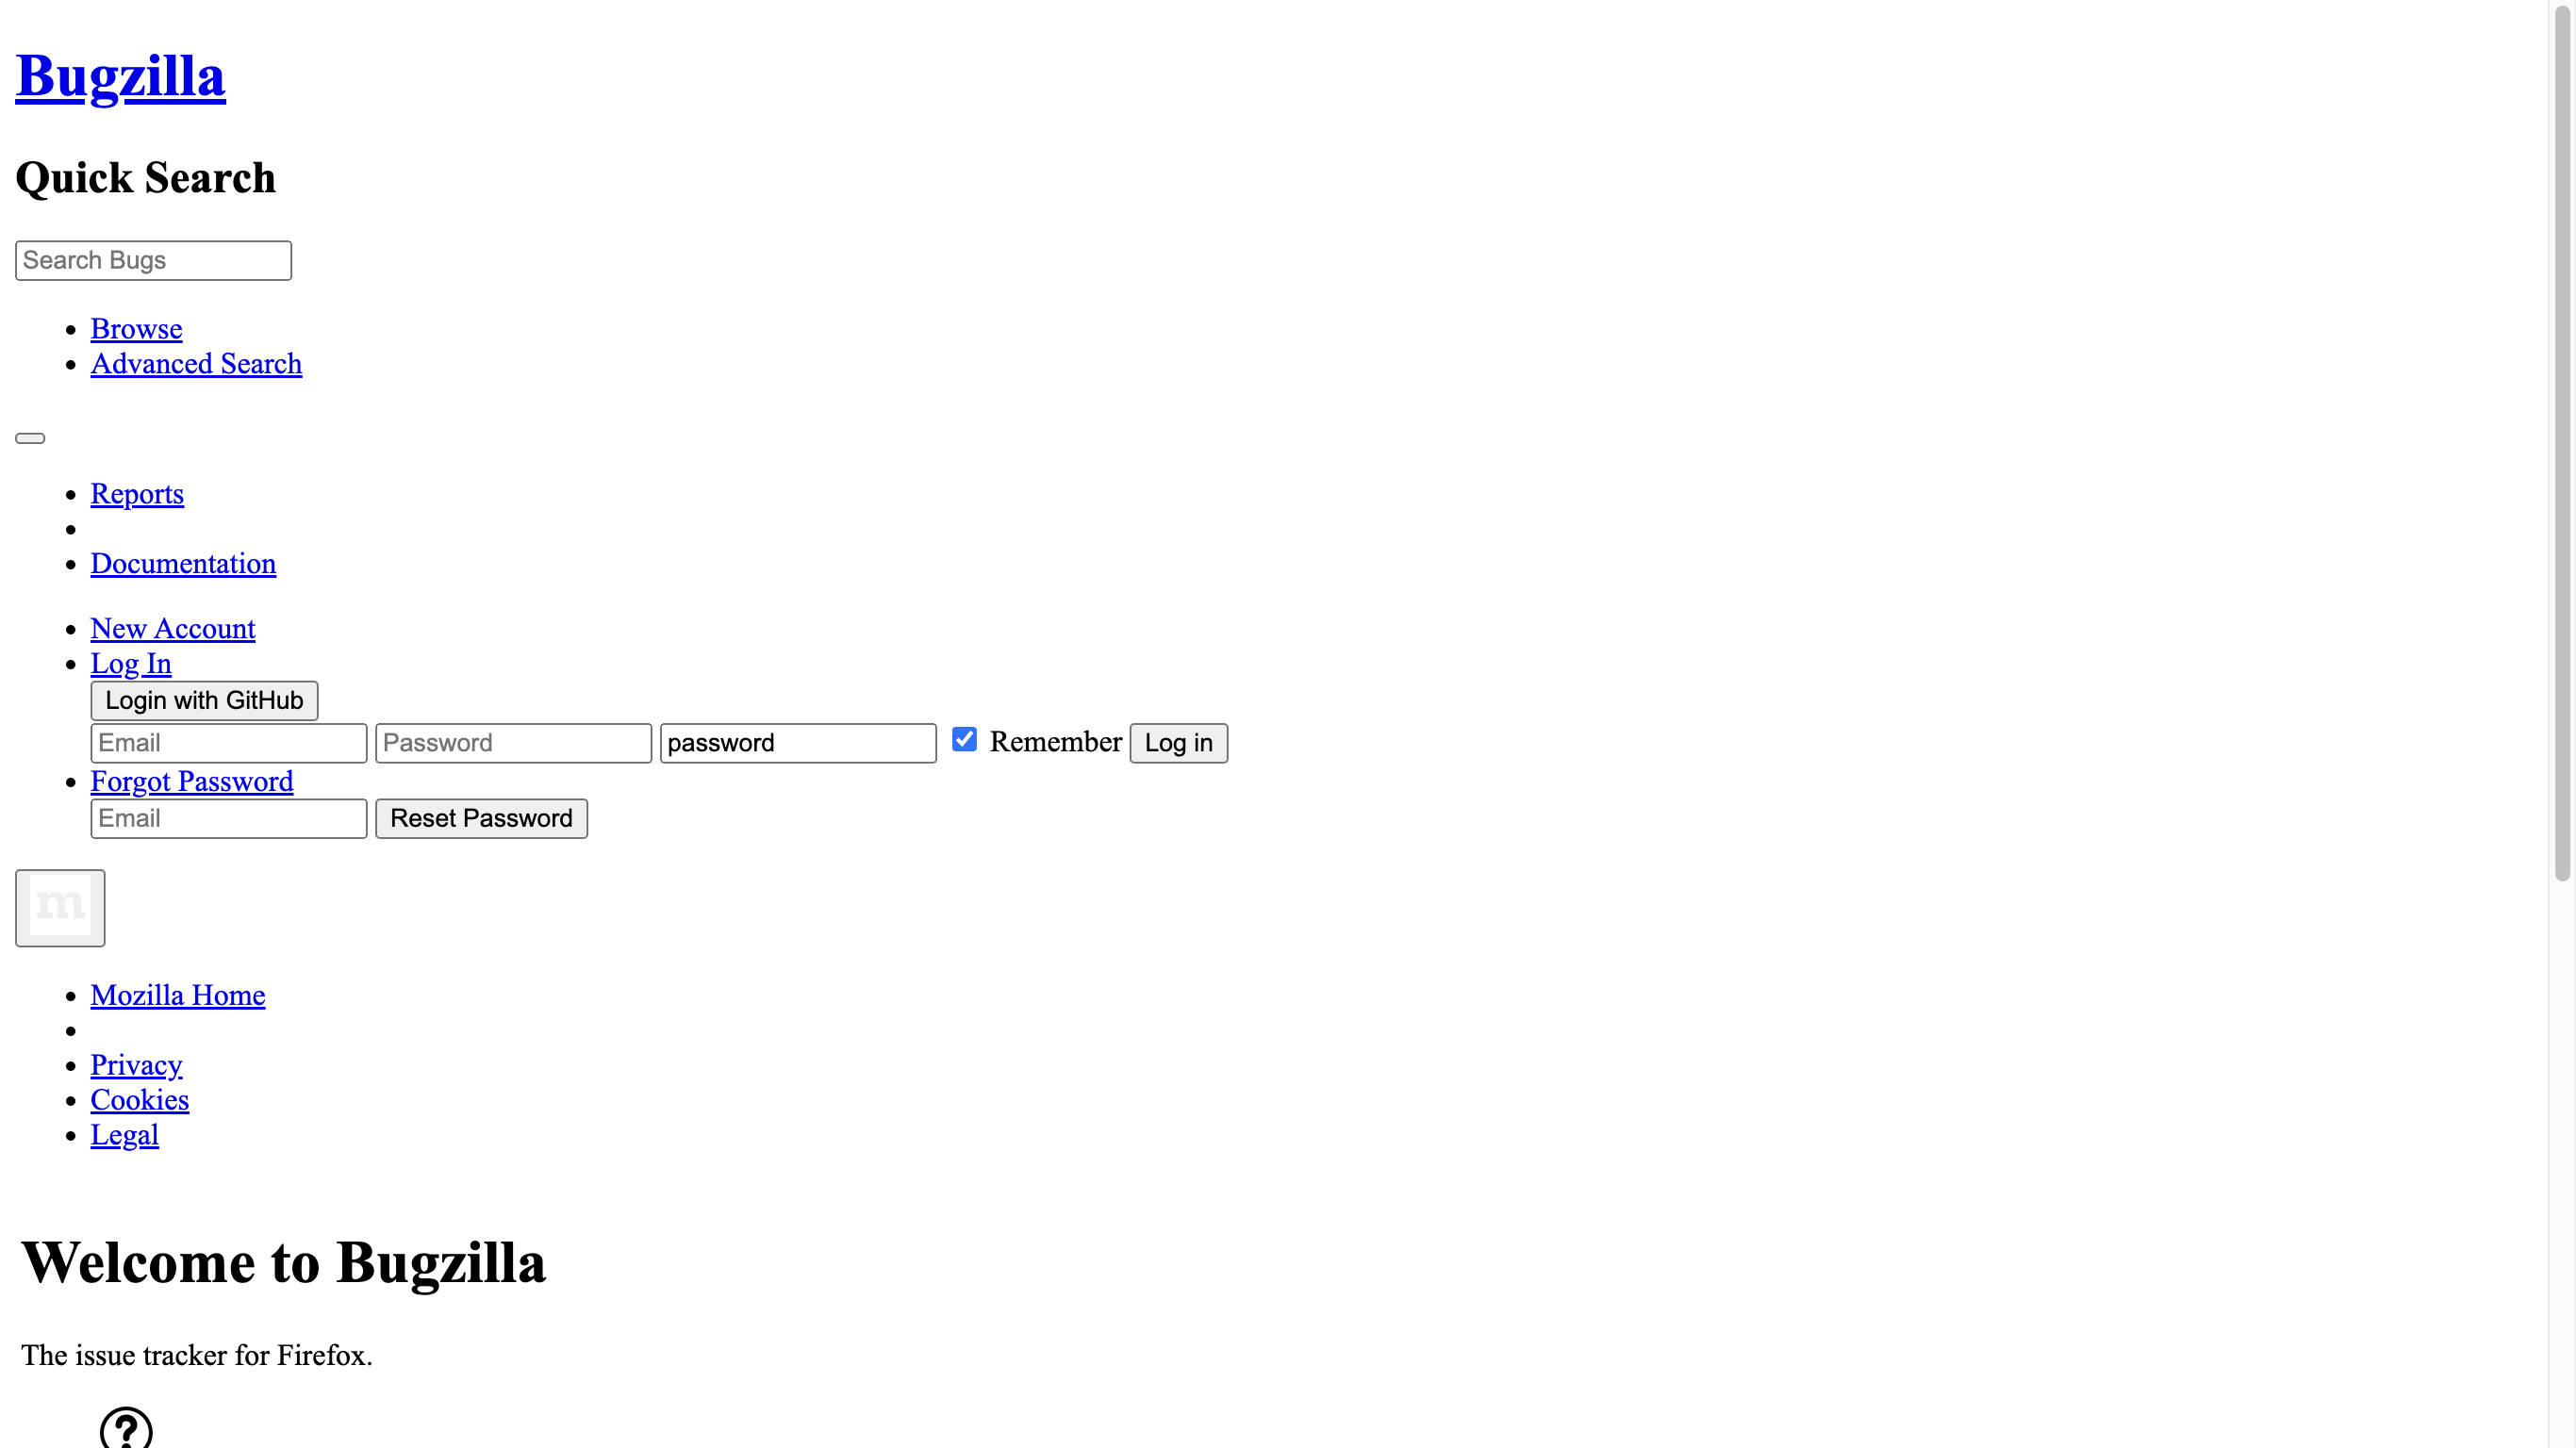 Bugzilla
Quick Search
Search Bugs
Browse
Advanced Search
Reports
Documentation
New Account
Log In
Login with GitHub
Email Password password Remember Log in
Forgot Password
Email Reset Password
m
Mozilla Home
Privacy
Cookies
Legal
Welcome to Bugzilla
The issue tracker for Firefox.
?